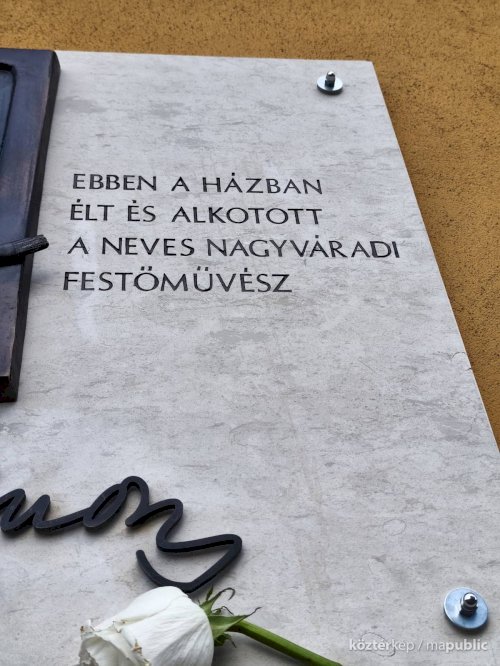 EBBEN A HÁZBAN
ÉLT ÉS ALKOTOTT
A NEVES NAGYVÁRADI
FESTŐMŰVÉSZ
köztérkép / mapublic